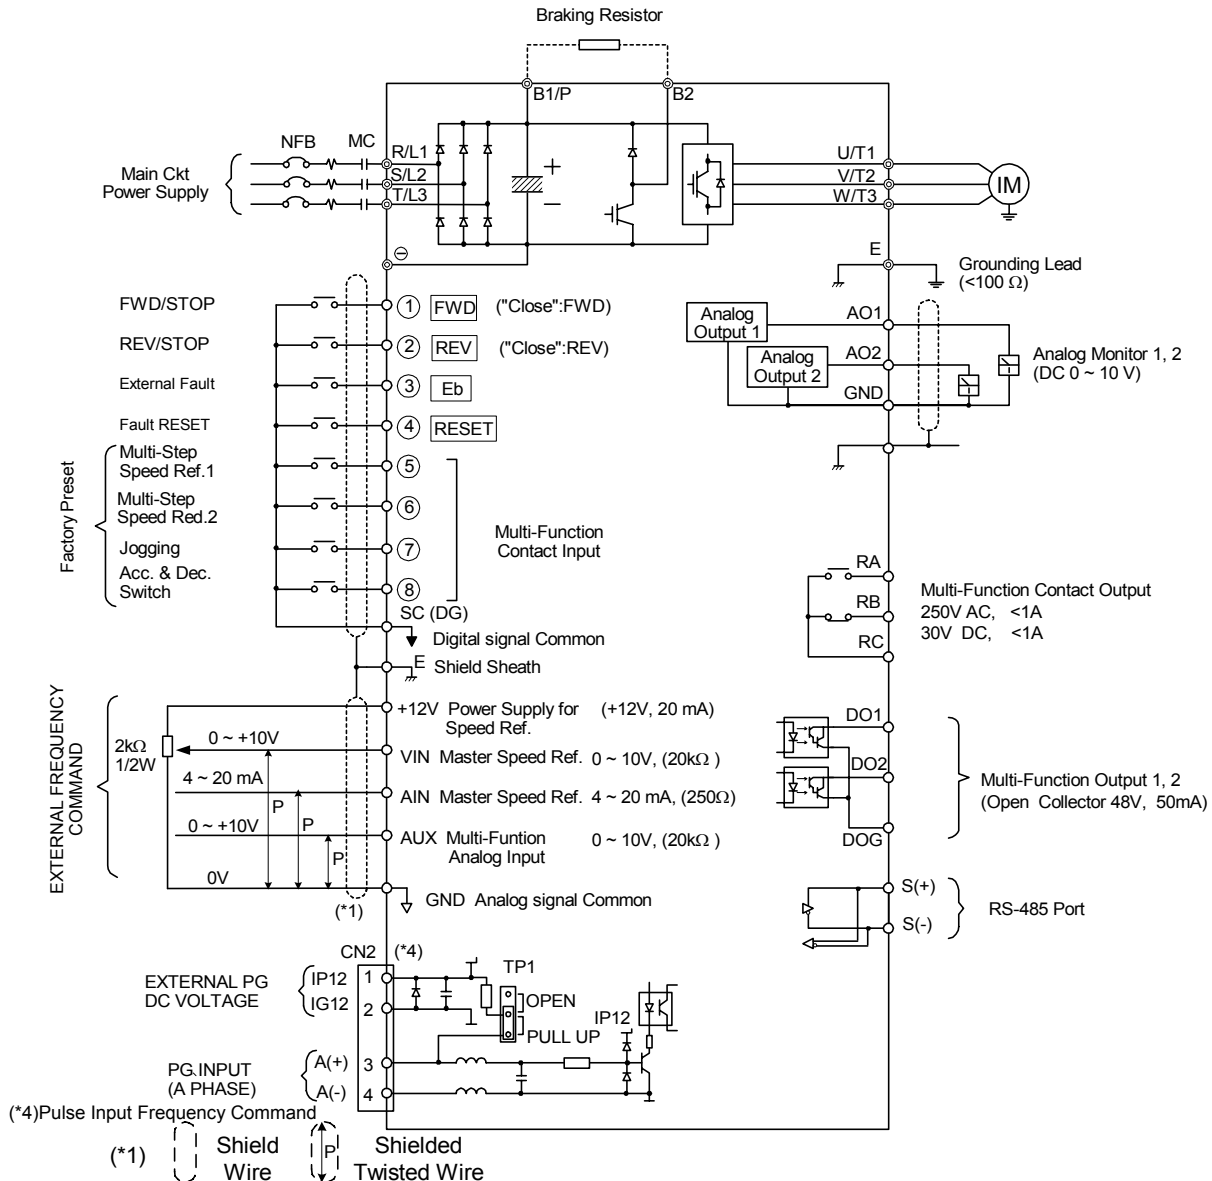 Braking Resistor
B1/P
B2
NFB
MC
Main Ckt
Power Supply
R/L1
S/L2
T/L3
+
−
U/T1
V/T2
W/T3
IM
⊖
E
Grounding Lead
(<100 Ω)
FWD/STOP
① FWD ("Close":FWD)
REV/STOP
② REV ("Close":REV)
External Fault
③ Eb
Fault RESET
④ RESET
Factory Preset
Multi-Step
Speed Ref.1
⑤
Multi-Step
Speed Red.2
⑥
Jogging
⑦
Acc. & Dec.
Switch
⑧
Multi-Function
Contact Input
SC (DG)
Digital signal Common
E Shield Sheath
Analog
Output 1
AO1
Analog
Output 2
AO2
GND
Analog Monitor 1, 2
(DC 0 ~ 10 V)
RA
RB
RC
Multi-Function Contact Output
250V AC, <1A
30V DC, <1A
EXTERNAL FREQUENCY
COMMAND
2kΩ
1/2W
+12V Power Supply for (+12V, 20 mA)
Speed Ref.
0 ~ +10V
VIN Master Speed Ref. 0 ~ 10V, (20kΩ )
4 ~ 20 mA
P
AIN Master Speed Ref. 4 ~ 20 mA, (250Ω)
P
0 ~ +10V
AUX Multi-Funtion 0 ~ 10V, (20kΩ )
Analog Input
P
0V
GND Analog signal Common
(*1)
DO1
DO2
DOG
Multi-Function Output 1, 2
(Open Collector 48V, 50mA)
S(+)
S(-)
RS-485 Port
CN2 (*4)
EXTERNAL PG
DC VOLTAGE
IP12
IG12
1
2
TP1
OPEN
PULL UP
IP12
PG.INPUT
(A PHASE)
A(+)
A(-)
3
4
(*4)Pulse Input Frequency Command
(*1)
Shield
Wire
P
Shielded
Twisted Wire